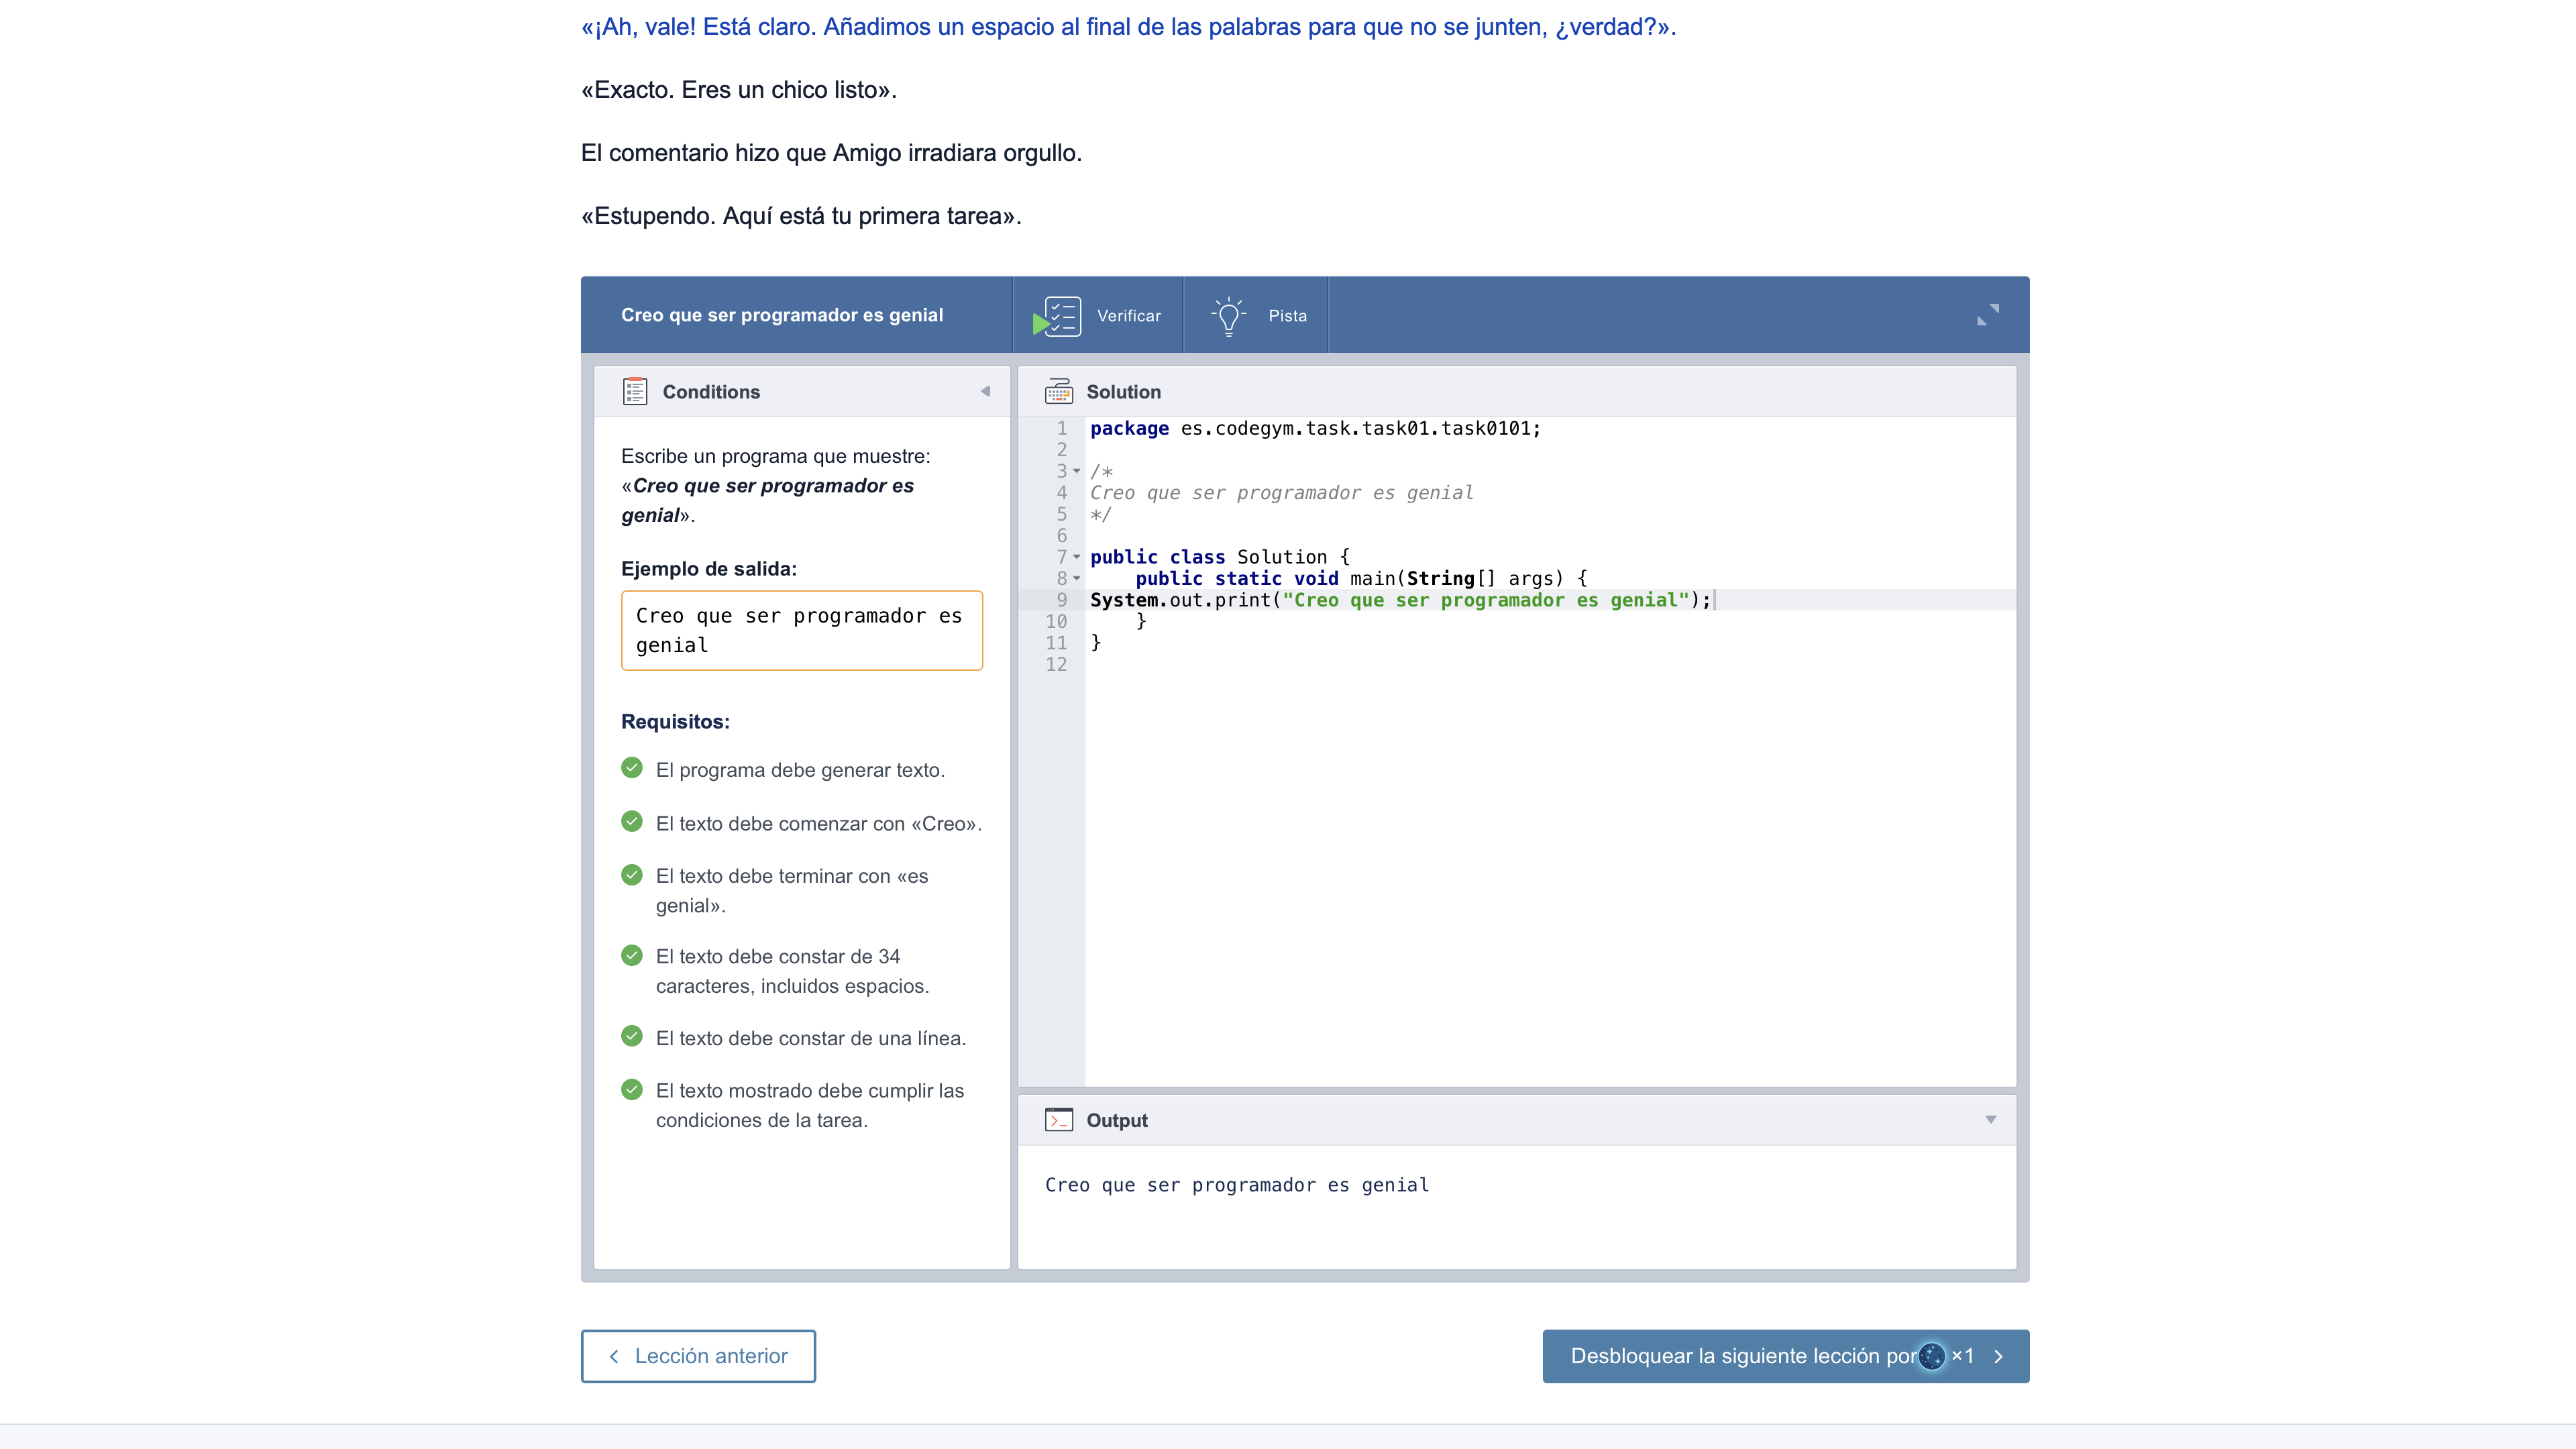 «¡Ah, vale! Está claro. Añadimos un espacio al final de las palabras para que no se junten, ¿verdad?».
«Exacto. Eres un chico listo».
El comentario hizo que Amigo irradiara orgullo.
«Estupendo. Aquí está tu primera tarea».
Creo que ser programador es genial
Verificar
Pista
Conditions
Escribe un programa que muestre:
«Creo que ser programador es
genial».
Ejemplo de salida:
Creo que ser programador es
genial
Requisitos:
El programa debe generar texto.
El texto debe comenzar con «Creo».
El texto debe terminar con «es
genial».
El texto debe constar de 34
caracteres, incluidos espacios.
El texto debe constar de una línea.
El texto mostrado debe cumplir las
condiciones de la tarea.
Solution
1 package es.codegym.task.task01.task0101;
2
3 /*
4 Creo que ser programador es genial
5 */
6
7 public class Solution {
8     public static void main(String[] args) {
9 System.out.print("Creo que ser programador es genial");
10     }
11 }
12
Output
Creo que ser programador es genial
Lección anterior
Desbloquear la siguiente lección por ×1